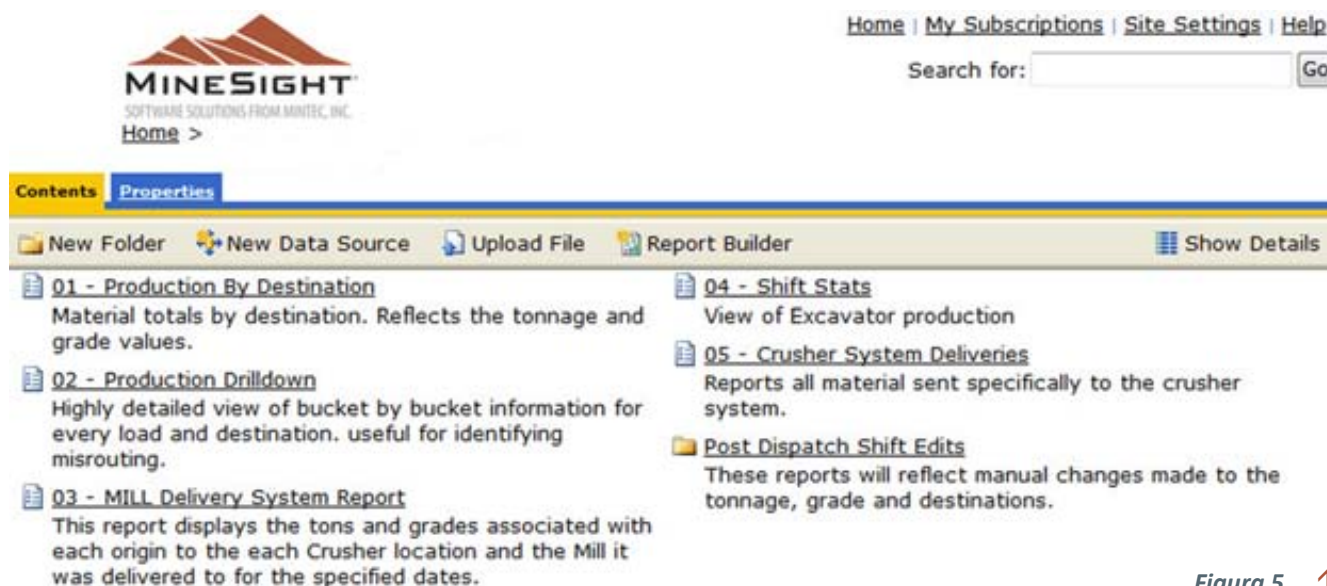 Home | My Subscriptions | Site Settings | Help
Search for: Go
MINESIGHT
SOFTWARE SOLUTIONS FROM MINTEC, INC.
Home >
Contents Properties
New Folder New Data Source Upload File Report Builder Show Details
01 - Production By Destination
Material totals by destination. Reflects the tonnage and
grade values.
02 - Production Drilldown
Highly detailed view of bucket by bucket information for
every load and destination. useful for identifying
misrouting.
03 - MILL Delivery System Report
This report displays the tons and grades associated with
each origin to the each Crusher location and the Mill it
was delivered to for the specified dates.
04 - Shift Stats
View of Excavator production
05 - Crusher System Deliveries
Reports all material sent specifically to the crusher
system.
Post Dispatch Shift Edits
These reports will reflect manual changes made to the
tonnage, grade and destinations.
Figura 5